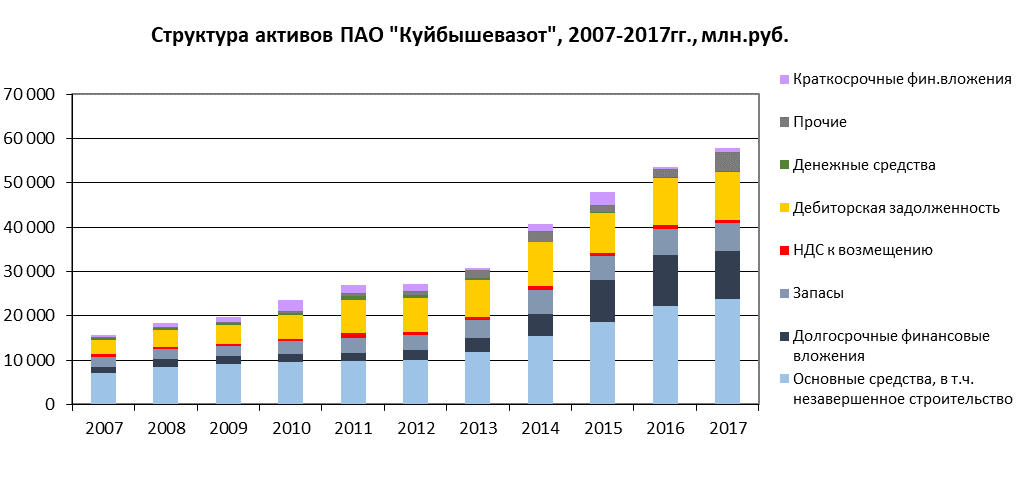 Структура активов ПАО "Куйбышевазот", 2007-2017гг., млн.руб.
70 000
60 000
50 000
40 000
30 000
20 000
10 000
0
2007 2008 2009 2010 2011 2012 2013 2014 2015 2016 2017
Краткосрочные фин.вложения
Прочие
Денежные средства
Дебиторская задолженность
НДС к возмещению
Запасы
Долгосрочные финансовые
вложения
Основные средства, в т.ч.
незавершенное строительство